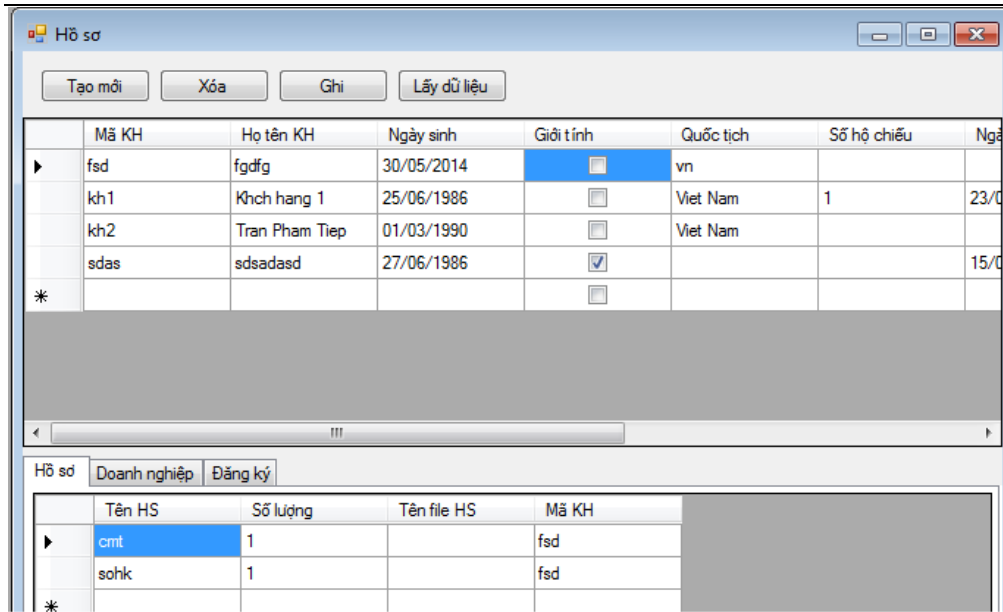 Hồ sơ
Tạo mới Xóa Ghi Lấy dữ liệu
Mã KH Họ tên KH Ngày sinh Giới tính Quốc tịch Số hộ chiếu
fsd fgdfg 30/05/2014 vn
kh1 Khch hang 1 25/06/1986 Viet Nam 1 23/0
kh2 Tran Pham Tiep 01/03/1990 Viet Nam
sdas sdsadasd 27/06/1986 15/0
Hồ sơ Doanh nghiệp Đăng ký
Tên HS Số lượng Tên file HS Mã KH
cmt 1 fsd
sohk 1 fsd